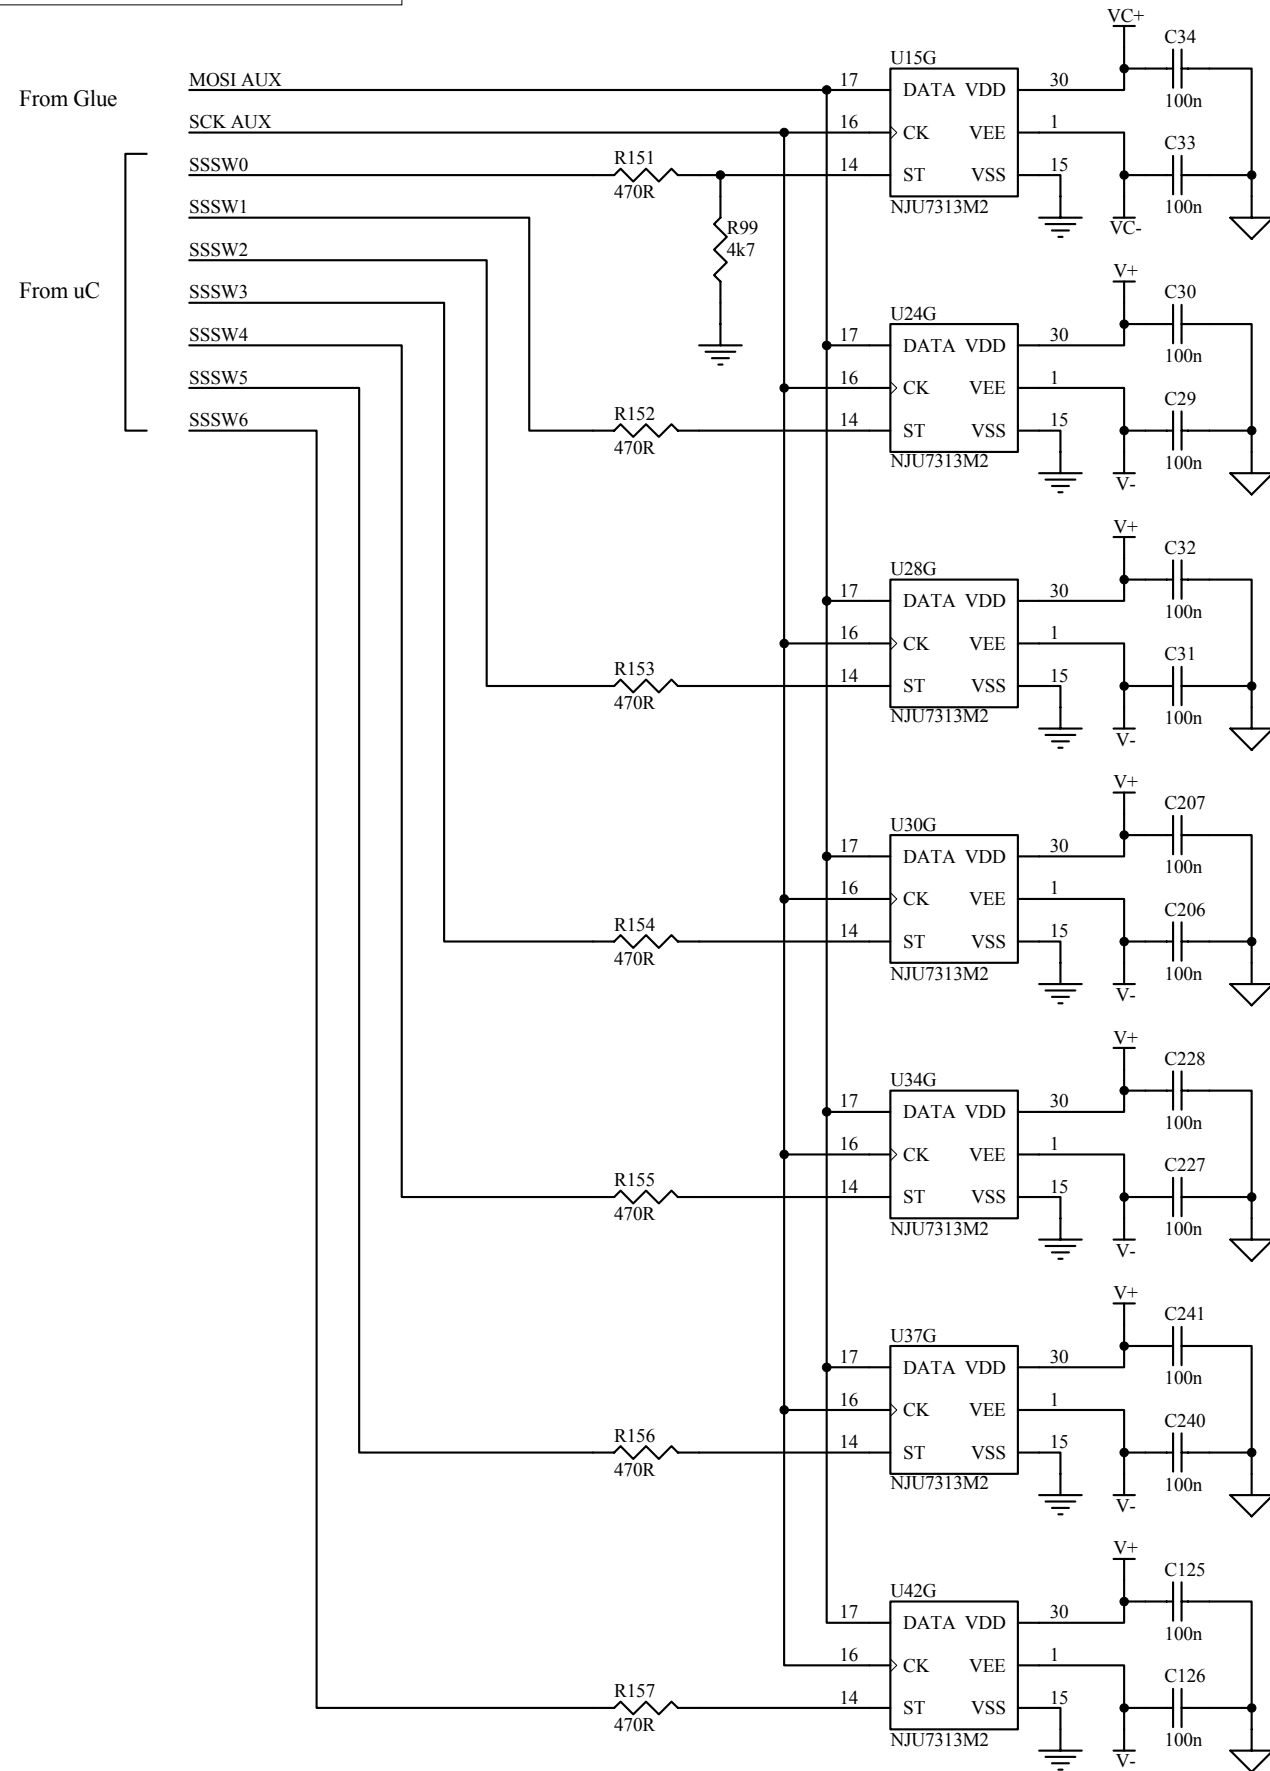 VC+
C34
U15G
MOSI AUX 17 DATA VDD 30
From Glue
100n
SCK AUX 16 CK VEE 1
C33
SSSW0 R151 14 ST VSS 15
470R
NJU7313M2
100n
SSSW1
R99
VC-
4k7
SSSW2
V+
From uC
C30
SSSW3
U24G
SSSW4 17 DATA VDD 30
100n
SSSW5 16 CK VEE 1
C29
SSSW6 R152 14 ST VSS 15
470R
NJU7313M2
100n
V-
V+
C32
U28G
17 DATA VDD 30
100n
16 CK VEE 1
C31
R153 14 ST VSS 15
470R
NJU7313M2
100n
V-
V+
C207
U30G
17 DATA VDD 30
100n
16 CK VEE 1
C206
R154 14 ST VSS 15
470R
NJU7313M2
100n
V-
V+
C228
U34G
17 DATA VDD 30
100n
16 CK VEE 1
C227
R155 14 ST VSS 15
470R
NJU7313M2
100n
V-
V+
C241
U37G
17 DATA VDD 30
100n
16 CK VEE 1
C240
R156 14 ST VSS 15
470R
NJU7313M2
100n
V-
V+
C125
U42G
17 DATA VDD 30
100n
16 CK VEE 1
C126
R157 14 ST VSS 15
470R
NJU7313M2
100n
V-